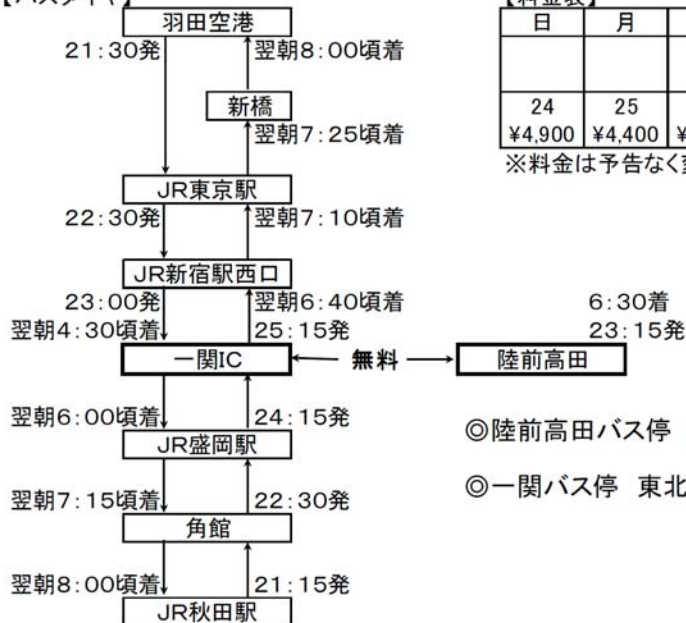 【バスダイヤ】
羽田空港
21:30発
翌朝8:00頃着
新橋
翌朝7:25頃着
JR東京駅
22:30発
翌朝7:10頃着
JR新宿駅西口
23:00発
翌朝6:40頃着
翌朝4:30頃着
25:15発
一関IC
無料
陸前高田
6:30着
23:15発
翌朝6:00頃着
24:15発
JR盛岡駅
翌朝7:15頃着
22:30発
角館
翌朝8:00頃着
21:15発
JR秋田駅
【料金表】
日 月
24 25
¥4,900 ¥4,400 ¥
※料金は予告なく
◎陸前高田バス停
◎一関バス停 東北